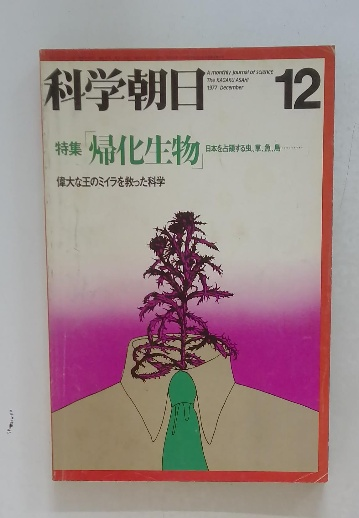 科学朝日
A monthly journal of science
The KAGAKU ASAHI
1977 December
12
特集「帰化生物」日本を占領する虫、草、魚、鳥………
偉大な王のミイラを救った科学